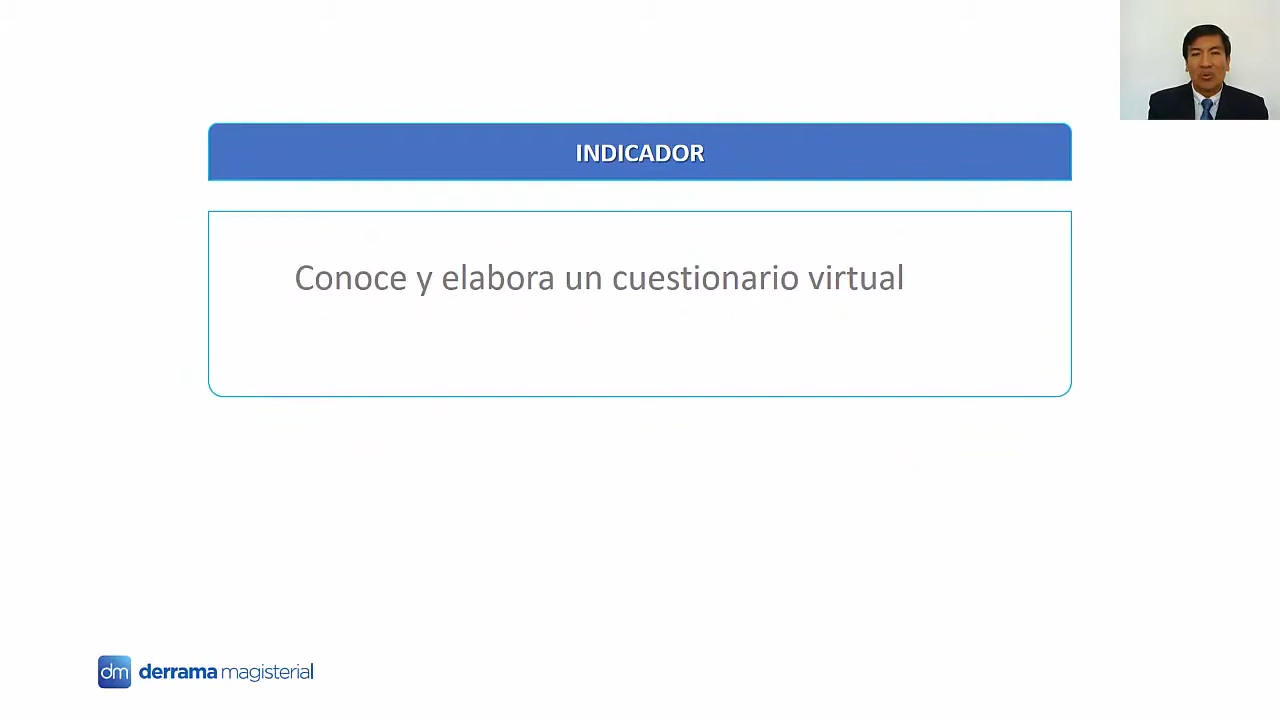 INDICADOR
Conoce y elabora un cuestionario virtual
dm derrama magisterial